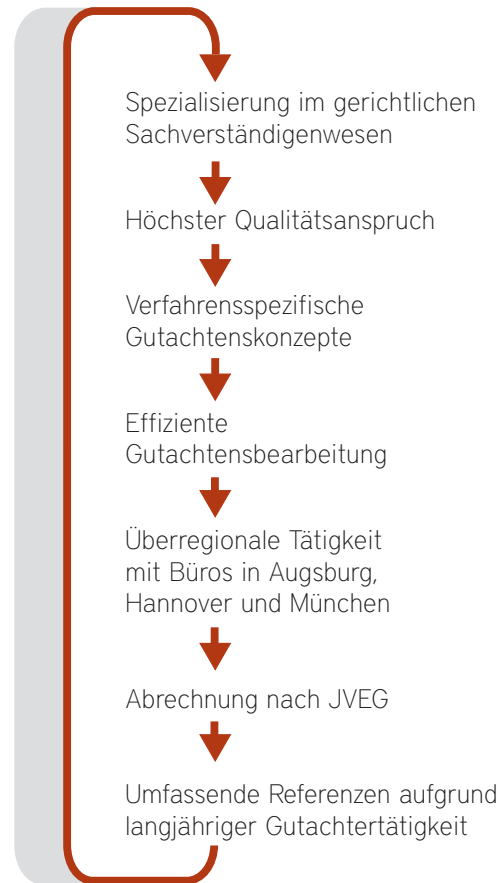 Spezialisierung im gerichtlichen
Sachverständigenwesen
Höchster Qualitätsanspruch
Verfahrensspezifische
Gutachtenskonzepte
Effiziente
Gutachtensbearbeitung
Überregionale Tätigkeit
mit Büros in Augsburg,
Hannover und München
Abrechnung nach JVEG
Umfassende Referenzen aufgrund
langjähriger Gutachtertätigkeit